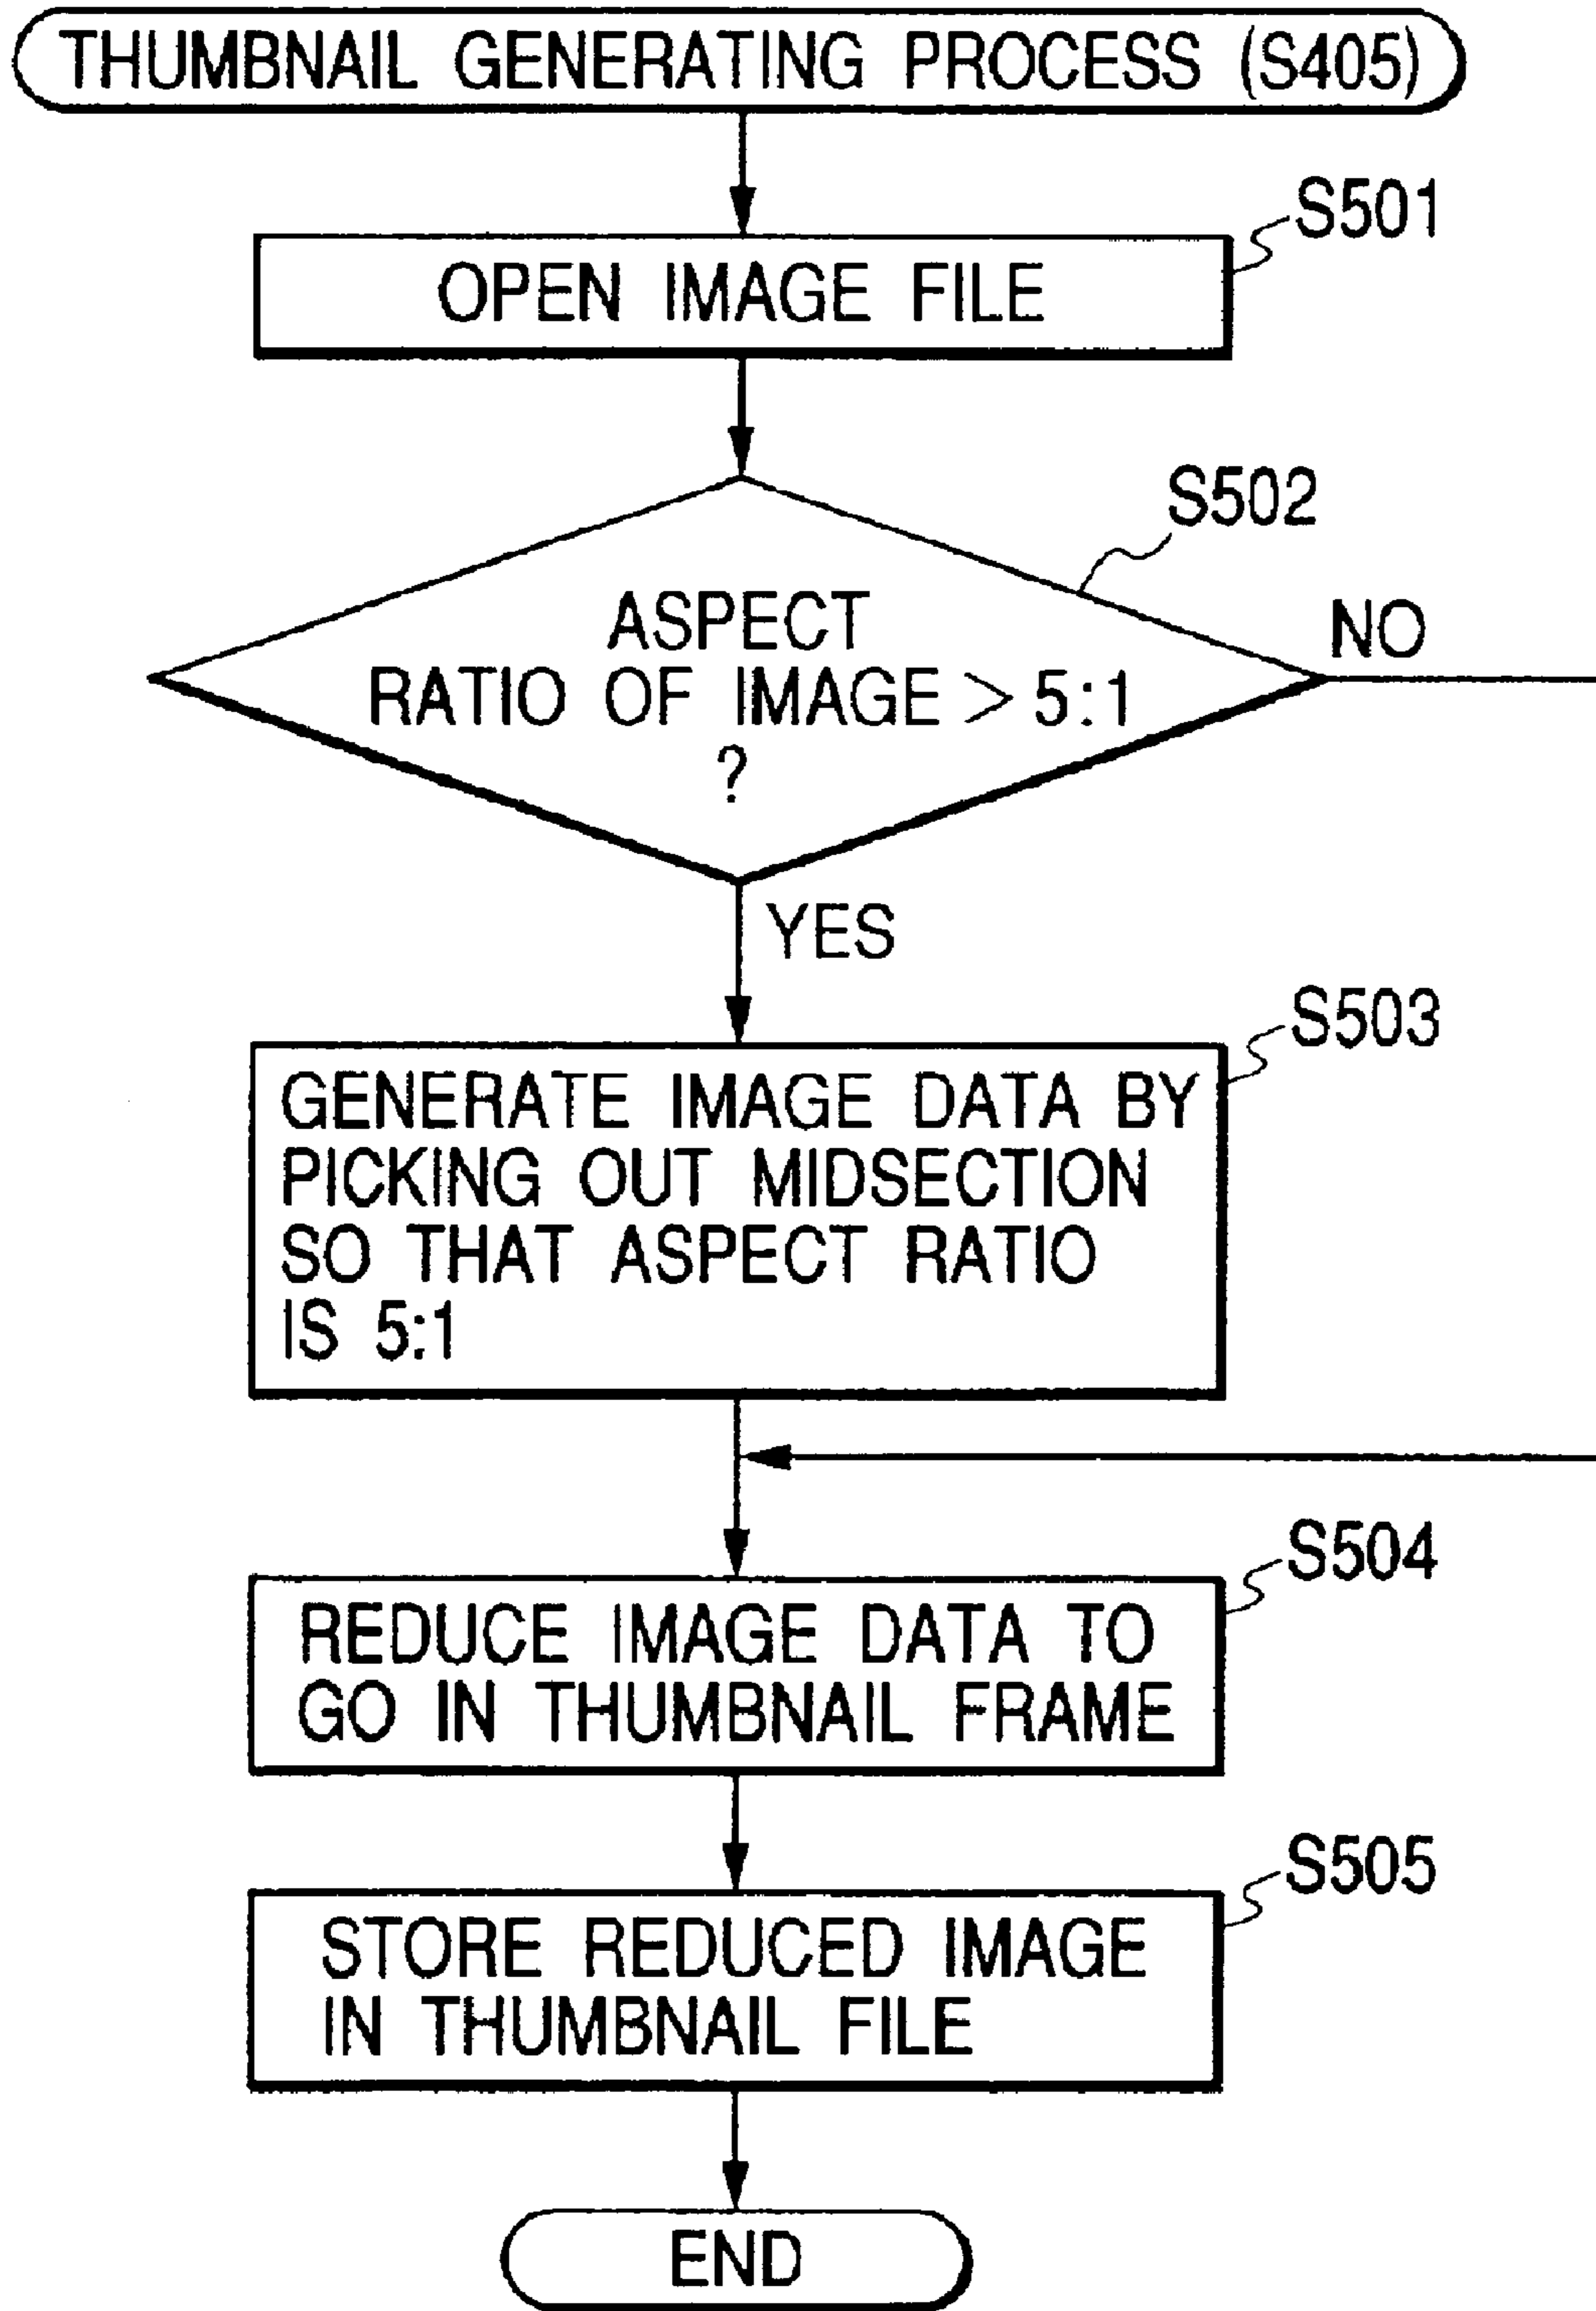 THUMBNAIL GENERATING PROCESS (S405)
S501
OPEN IMAGE FILE
S502
ASPECT
RATIO OF IMAGE > 5:1
?
NO
YES
S503
GENERATE IMAGE DATA BY
PICKING OUT MIDSECTION
SO THAT ASPECT RATIO
IS 5:1
S504
REDUCE IMAGE DATA TO
GO IN THUMBNAIL FRAME
S505
STORE REDUCED IMAGE
IN THUMBNAIL FILE
END